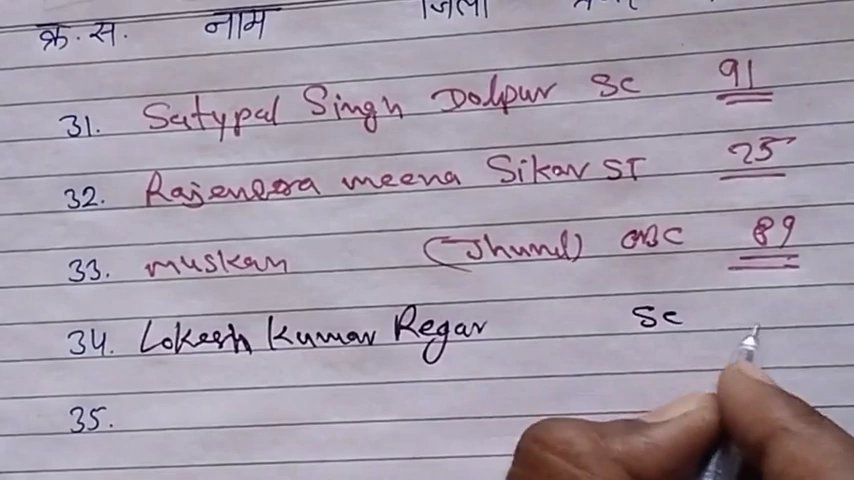 क्र. स. नाम जिला
31. Satypal Singh Dolpur SC 91
32. Rajendra meena Sikar ST 25
33. muskan (Jhunul) OBC 89
34. Lokesh Kumar Regar SC
35.